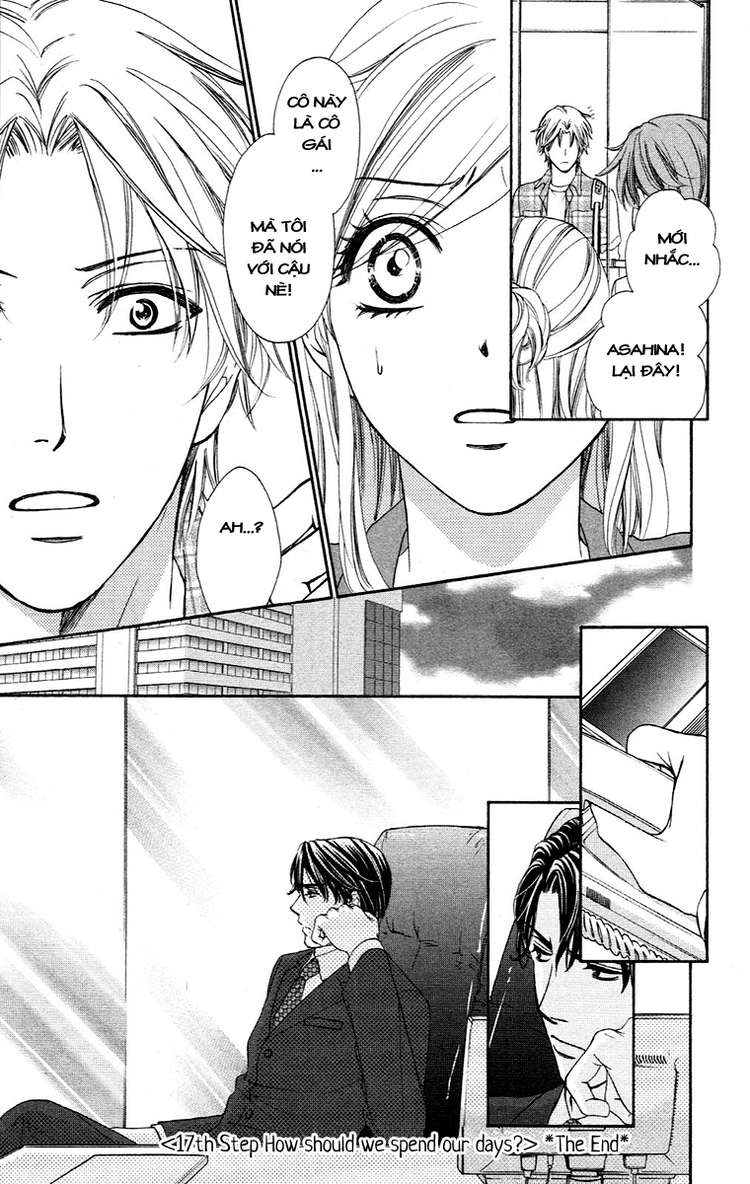 MỚI
NHẮC...
ASAHINA!
LẠI ĐÂY!
CÔ NÀY
LÀ CÔ
GÁI
...
MÀ TÔI
ĐÃ NÓI
VỚI CẬU
NÈ!
AH...?
<17th Step How should we spend our days?> *The End*